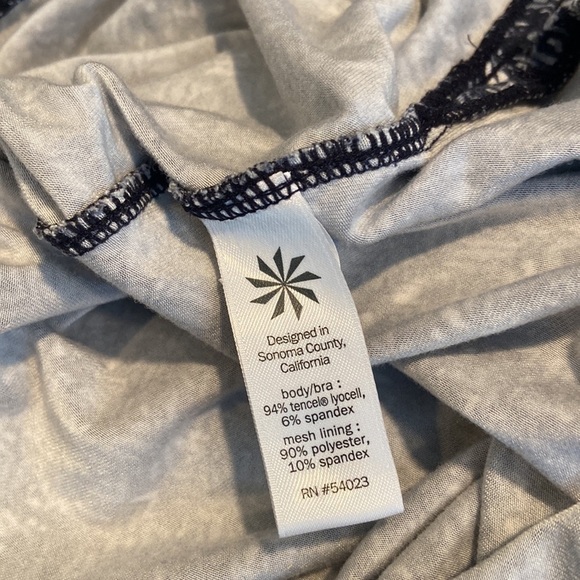 Designed in
Sonoma County,
California
body/bra :
94% tencel® lyocell,
6% spandex
mesh lining :
90% polyester,
10% spandex
RN #54023